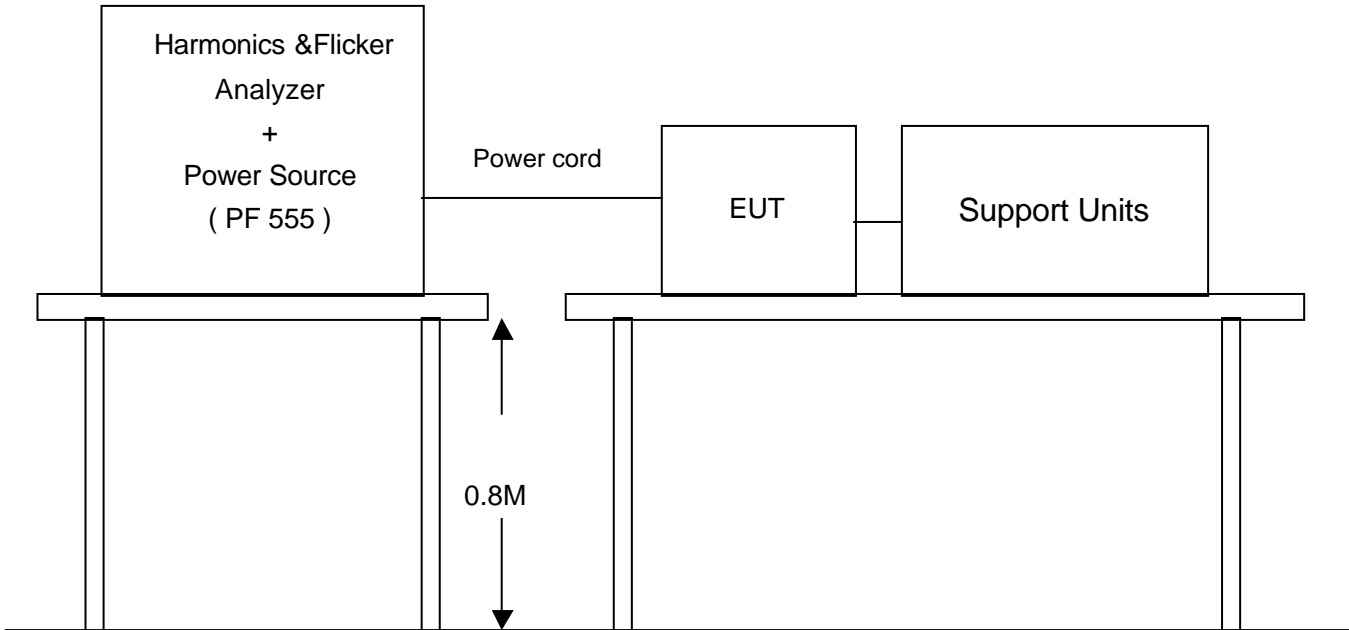 Harmonics &Flicker
Analyzer
+
Power Source
( PF 555 )
Power cord
EUT
Support Units
0.8M